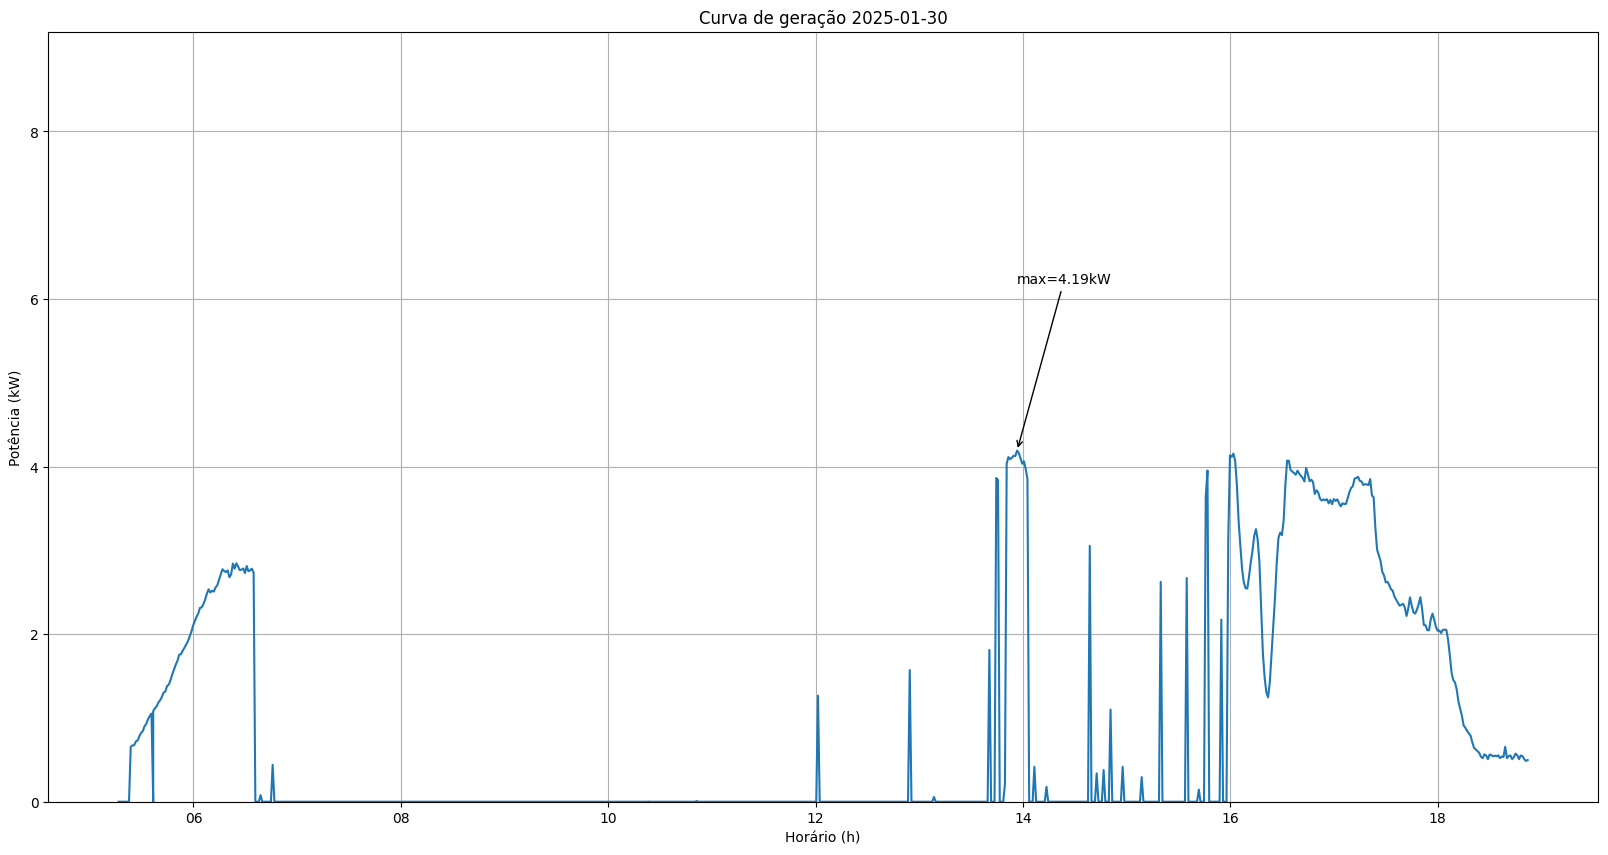 Curva de geração 2025-01-30
8
6
4
2
0
Potência (kW)
max=4.19kW
06 08 10 12 14 16 18
Horário (h)